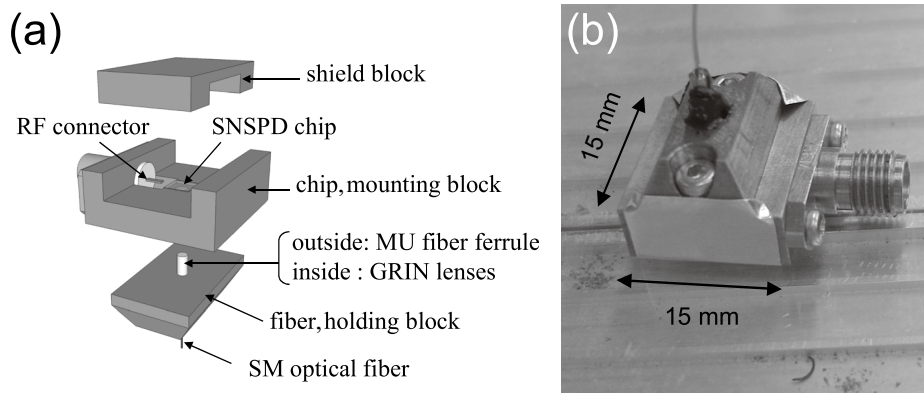 (a)
shield block
RF connector
SNSPD chip
chip,mounting block
outside: MU fiber ferrule
inside : GRIN lenses
fiber,holding block
SM optical fiber
(b)
15 mm
15 mm